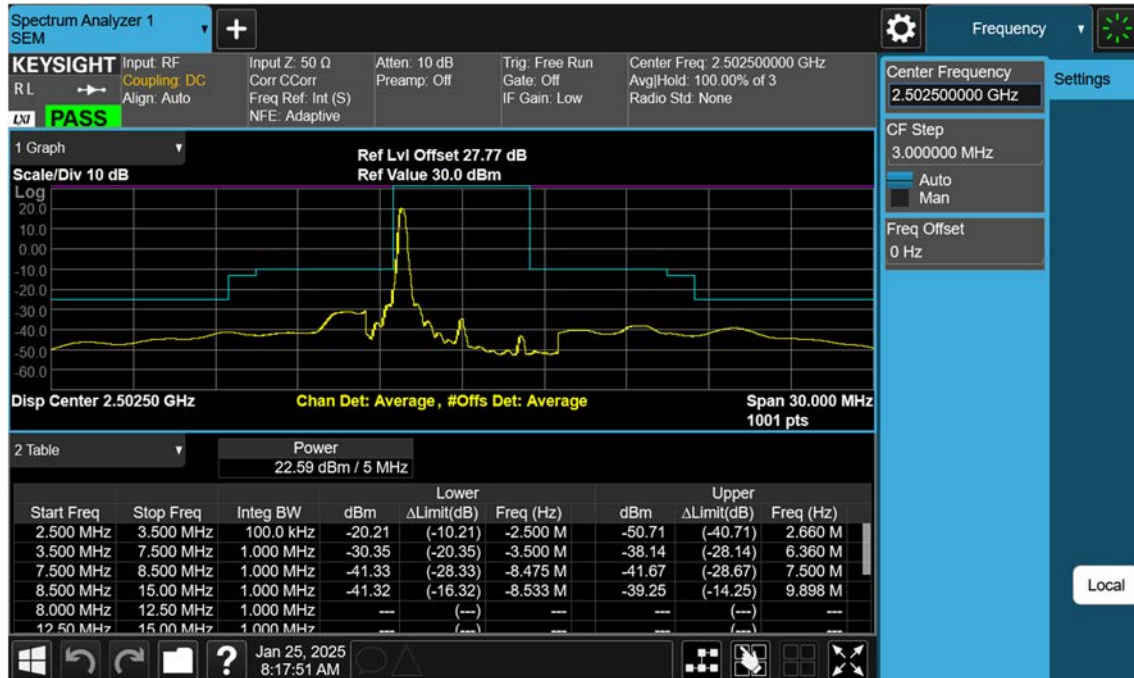 Spectrum Analyzer 1
SEM
Frequency
KEYSIGHT
R L
LXI PASS
Input: RF
Coupling: DC
Align: Auto
Input Z: 50 Ω
Corr CCorr
Freq Ref: Int (S)
NFE: Adaptive
Atten: 10 dB
Preamp: Off
Trig: Free Run
Gate: Off
IF Gain: Low
Center Freq: 2.502500000 GHz
Avg|Hold: 100.00% of 3
Radio Std: None
Center Frequency
2.502500000 GHz
Settings
CF Step
3.000000 MHz
Auto
Man
Freq Offset
0 Hz
Local
1 Graph
Scale/Div 10 dB
Ref Lvl Offset 27.77 dB
Ref Value 30.0 dBm
Log
20.0
10.0
0.00
-10.0
-20.0
-30.0
-40.0
-50.0
-60.0
Disp Center 2.50250 GHz
Chan Det: Average, #Offs Det: Average
Span 30.000 MHz
1001 pts
2 Table
Power
22.59 dBm / 5 MHz
Lower Upper
Start Freq Stop Freq Integ BW dBm ΔLimit(dB) Freq (Hz) dBm ΔLimit(dB) Freq (Hz)
2.500 MHz 3.500 MHz 100.0 kHz -20.21 (-10.21) -2.500 M -50.71 (-40.71) 2.660 M
3.500 MHz 7.500 MHz 1.000 MHz -30.35 (-20.35) -3.500 M -38.14 (-28.14) 6.360 M
7.500 MHz 8.500 MHz 1.000 MHz -41.33 (-28.33) -8.475 M -41.67 (-28.67) 7.500 M
8.500 MHz 15.00 MHz 1.000 MHz -41.32 (-16.32) -8.533 M -39.25 (-14.25) 9.898 M
8.000 MHz 12.50 MHz 1.000 MHz --- (---) --- --- (---) ---
12.50 MHz 15.00 MHz 1.000 MHz --- (---) --- --- (---) ---
?
Jan 25, 2025
8:17:51 AM